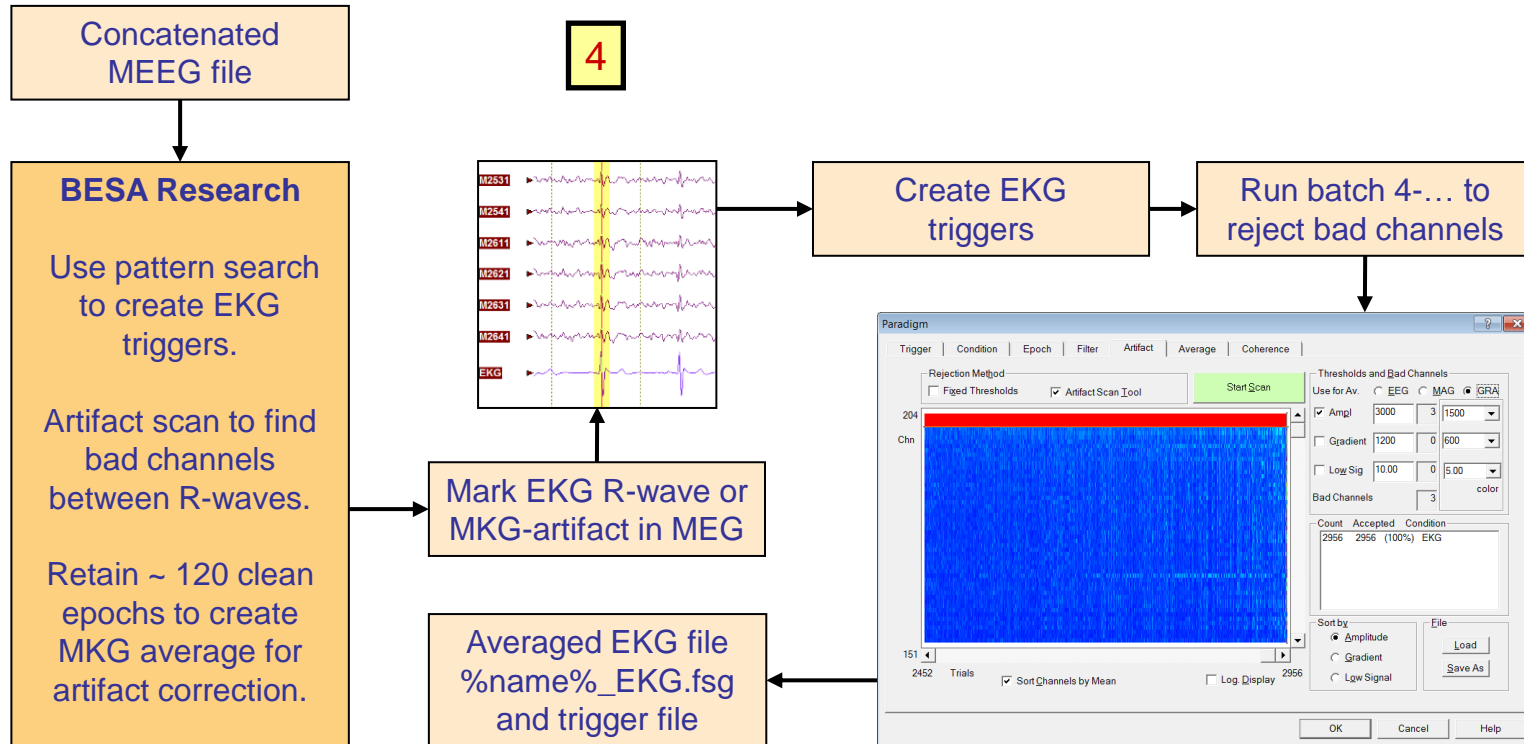 Concatenated
MEEG file
4
BESA Research
Use pattern search
to create EKG
triggers.
Artifact scan to find
bad channels
between R-waves.
Retain ~ 120 clean
epochs to create
MKG average for
artifact correction.
M2531
M2541
M2611
M2621
M2631
M2641
EKG
Mark EKG R-wave or
MKG-artifact in MEG
Create EKG
triggers
Run batch 4-… to
reject bad channels
Paradigm
Trigger Condition Epoch Filter Artifact Average Coherence
Rejection Method
Fixed Thresholds Artifact Scan Tool
Start Scan
204
Chn
151
2452 Trials 2956
Sort Channels by Mean Log. Display
Thresholds and Bad Channels
Use for Av. EEG MAG GRA
Ampl 3000 3 1500
Gradient 1200 0 600
Low Sig 10.00 0 5.00
Bad Channels 3 color
Count Accepted Condition
2956 2956 (100%) EKG
Sort by
Amplitude
Gradient
Low Signal
File
Load
Save As
OK Cancel Help
Averaged EKG file
%name%_EKG.fsg
and trigger file